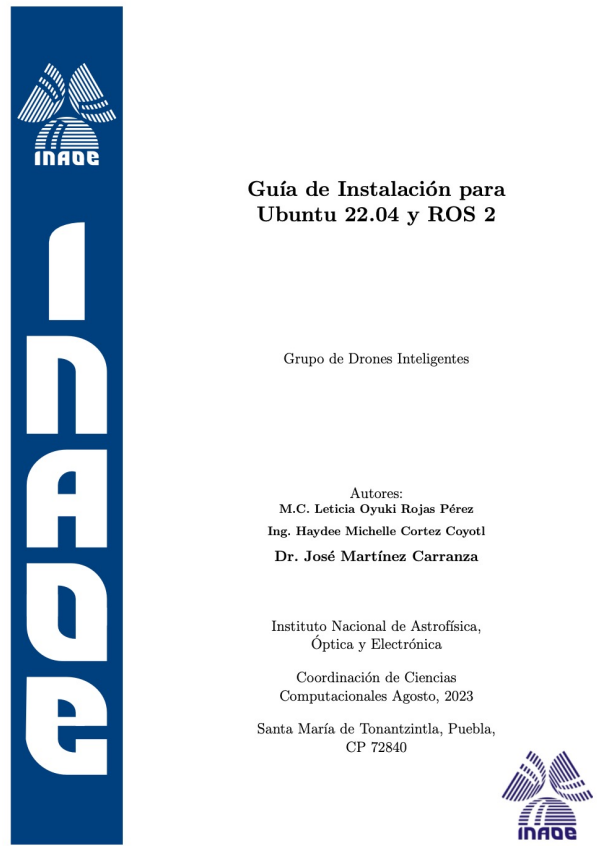 INAOE
INAOE
Guía de Instalación para
Ubuntu 22.04 y ROS 2
Grupo de Drones Inteligentes
Autores:
M.C. Leticia Oyuki Rojas Pérez
Ing. Haydee Michelle Cortez Coyotl
Dr. José Martínez Carranza
Instituto Nacional de Astrofísica,
Óptica y Electrónica
Coordinación de Ciencias
Computacionales Agosto, 2023
Santa María de Tonantzintla, Puebla,
CP 72840
INAOE